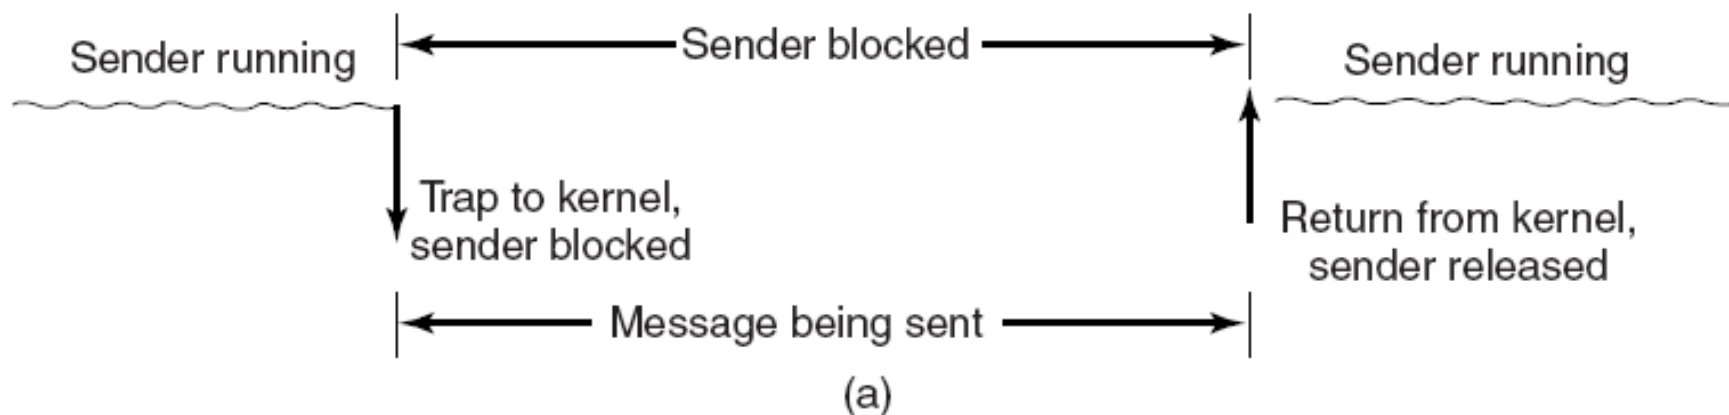 Sender running
Sender blocked
Sender running
Trap to kernel,
sender blocked
Return from kernel,
sender released
Message being sent
(a)